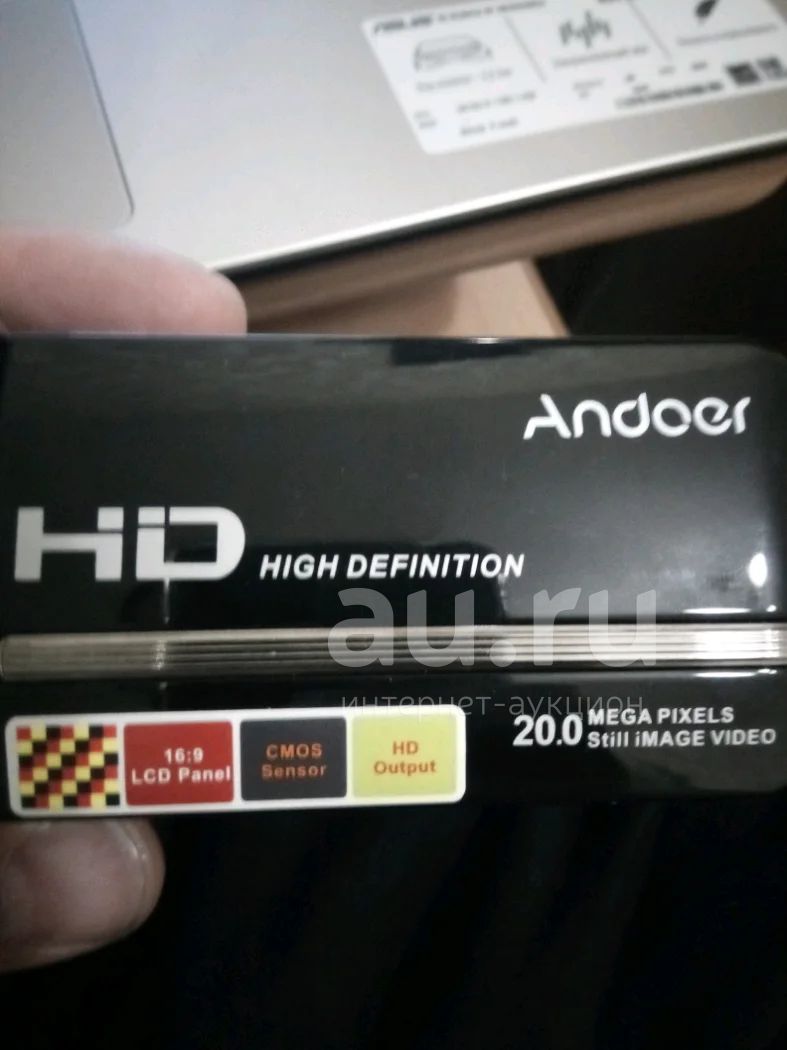 ASUS
Andoer
HD HIGH DEFINITION
au.ru
интернет-аукцион
20.0 MEGA PIXELS
Still iMAGE VIDEO
16:9
LCD Panel
CMOS
Sensor
HD
Output